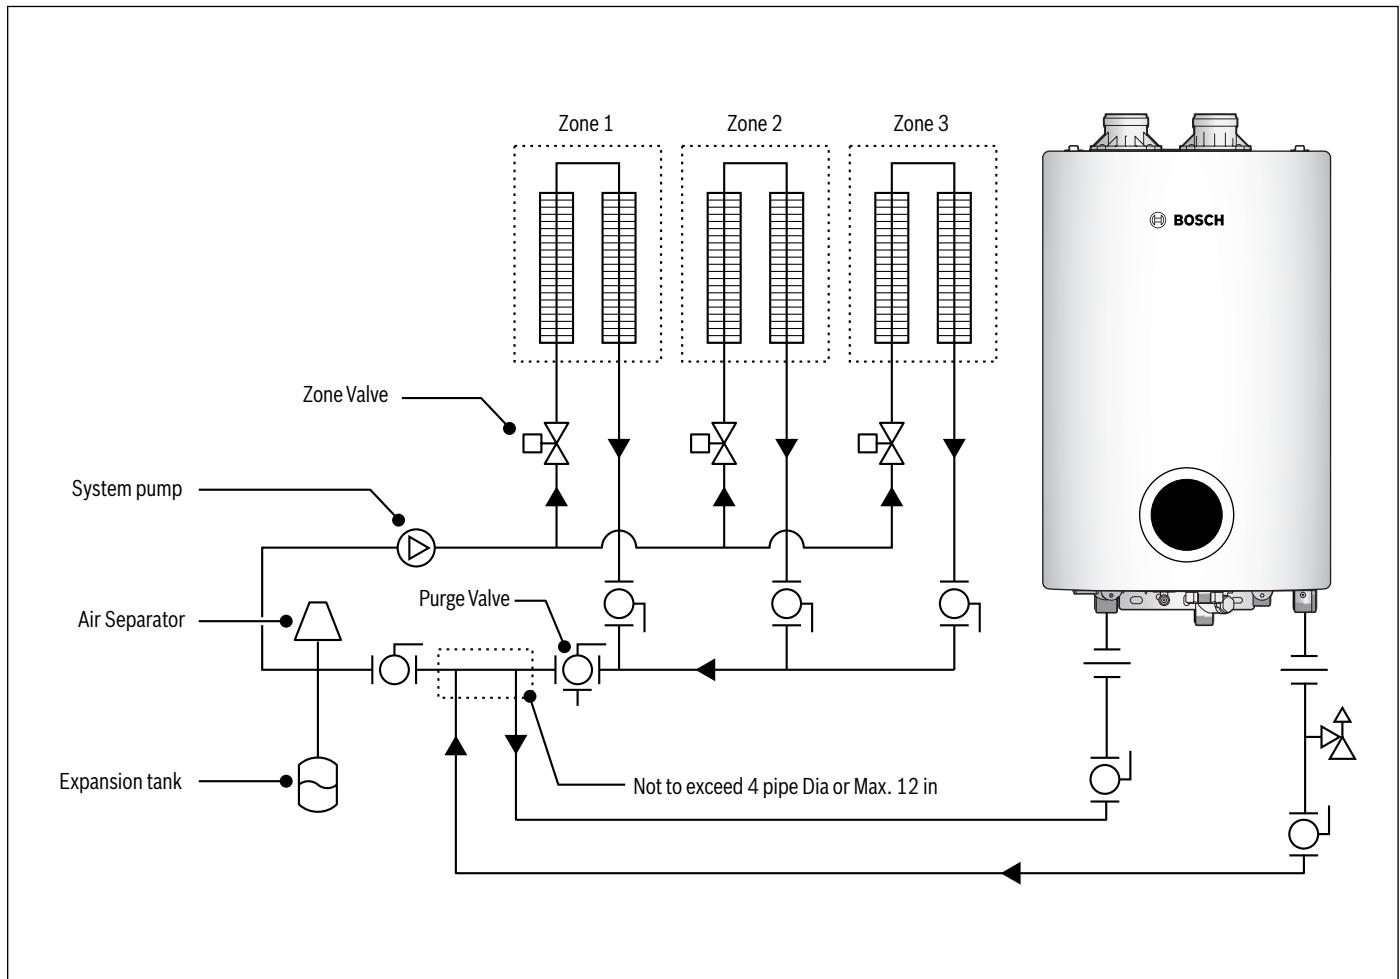 Zone 1
Zone 2
Zone 3
BOSCH
Zone Valve
System pump
Purge Valve
Air Separator
Expansion tank
Not to exceed 4 pipe Dia or Max. 12 in